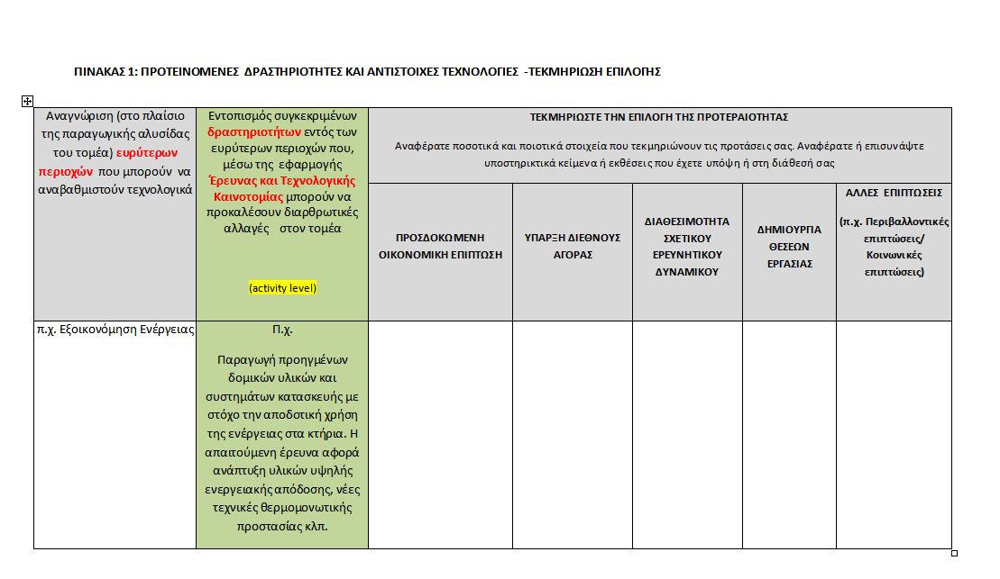 ΠΙΝΑΚΑΣ 1: ΠΡΟΤΕΙΝΟΜΕΝΕΣ ΔΡΑΣΤΗΡΙΟΤΗΤΕΣ ΚΑΙ ΑΝΤΙΣΤΟΙΧΕΣ ΤΕΧΝΟΛΟΓΙΕΣ -ΤΕΚΜΗΡΙΩΣΗ ΕΠΙΛΟΓΗΣ
Αναγνώριση (στο πλαίσιο
της παραγωγικής αλυσίδας
του τομέα) ευρύτερων
περιοχών που μπορούν να
αναβαθμιστούν τεχνολογικά
Εντοπισμός συγκεκριμένων
δραστηριοτήτων εντός των
ευρύτερων περιοχών που,
μέσω της εφαρμογής
Έρευνας και Τεχνολογικής
Καινοτομίας μπορούν να
προκαλέσουν διαρθρωτικές
αλλαγές στον τομέα
(activity level)
ΤΕΚΜΗΡΙΩΣΤΕ ΤΗΝ ΕΠΙΛΟΓΗ ΤΗΣ ΠΡΟΤΕΡΑΙΟΤΗΤΑΣ
Αναφέρατε ποσοτικά και ποιοτικά στοιχεία που τεκμηριώνουν τις προτάσεις σας. Αναφέρατε ή επισυνάψτε
υποστηρικτικά κείμενα ή εκθέσεις που έχετε υπόψη ή στη διάθεσή σας
ΠΡΟΣΔΟΚΩΜΕΝΗ
ΟΙΚΟΝΟΜΙΚΗ ΕΠΙΠΤΩΣΗ
ΥΠΑΡΞΗ ΔΙΕΘΝΟΥΣ
ΑΓΟΡΑΣ
ΔΙΑΘΕΣΙΜΟΤΗΤΑ
ΣΧΕΤΙΚΟΥ
ΕΡΕΥΝΗΤΙΚΟΥ
ΔΥΝΑΜΙΚΟΥ
ΔΗΜΙΟΥΡΓΙΑ
ΘΕΣΕΩΝ
ΕΡΓΑΣΙΑΣ
ΑΛΛΕΣ ΕΠΙΠΤΩΣΕΙΣ
(π.χ. Περιβαλλοντικές
επιπτώσεις/
Κοινωνικές
επιπτώσεις)
π.χ. Εξοικονόμηση Ενέργειας
Π.χ.
Παραγωγή προηγμένων
δομικών υλικών και
συστημάτων κατασκευής με
στόχο την αποδοτική χρήση
της ενέργειας στα κτήρια. Η
απαιτούμενη έρευνα αφορά
ανάπτυξη υλικών υψηλής
ενεργειακής απόδοσης, νέες
τεχνικές θερμομονωτικής
προστασίας κλπ.